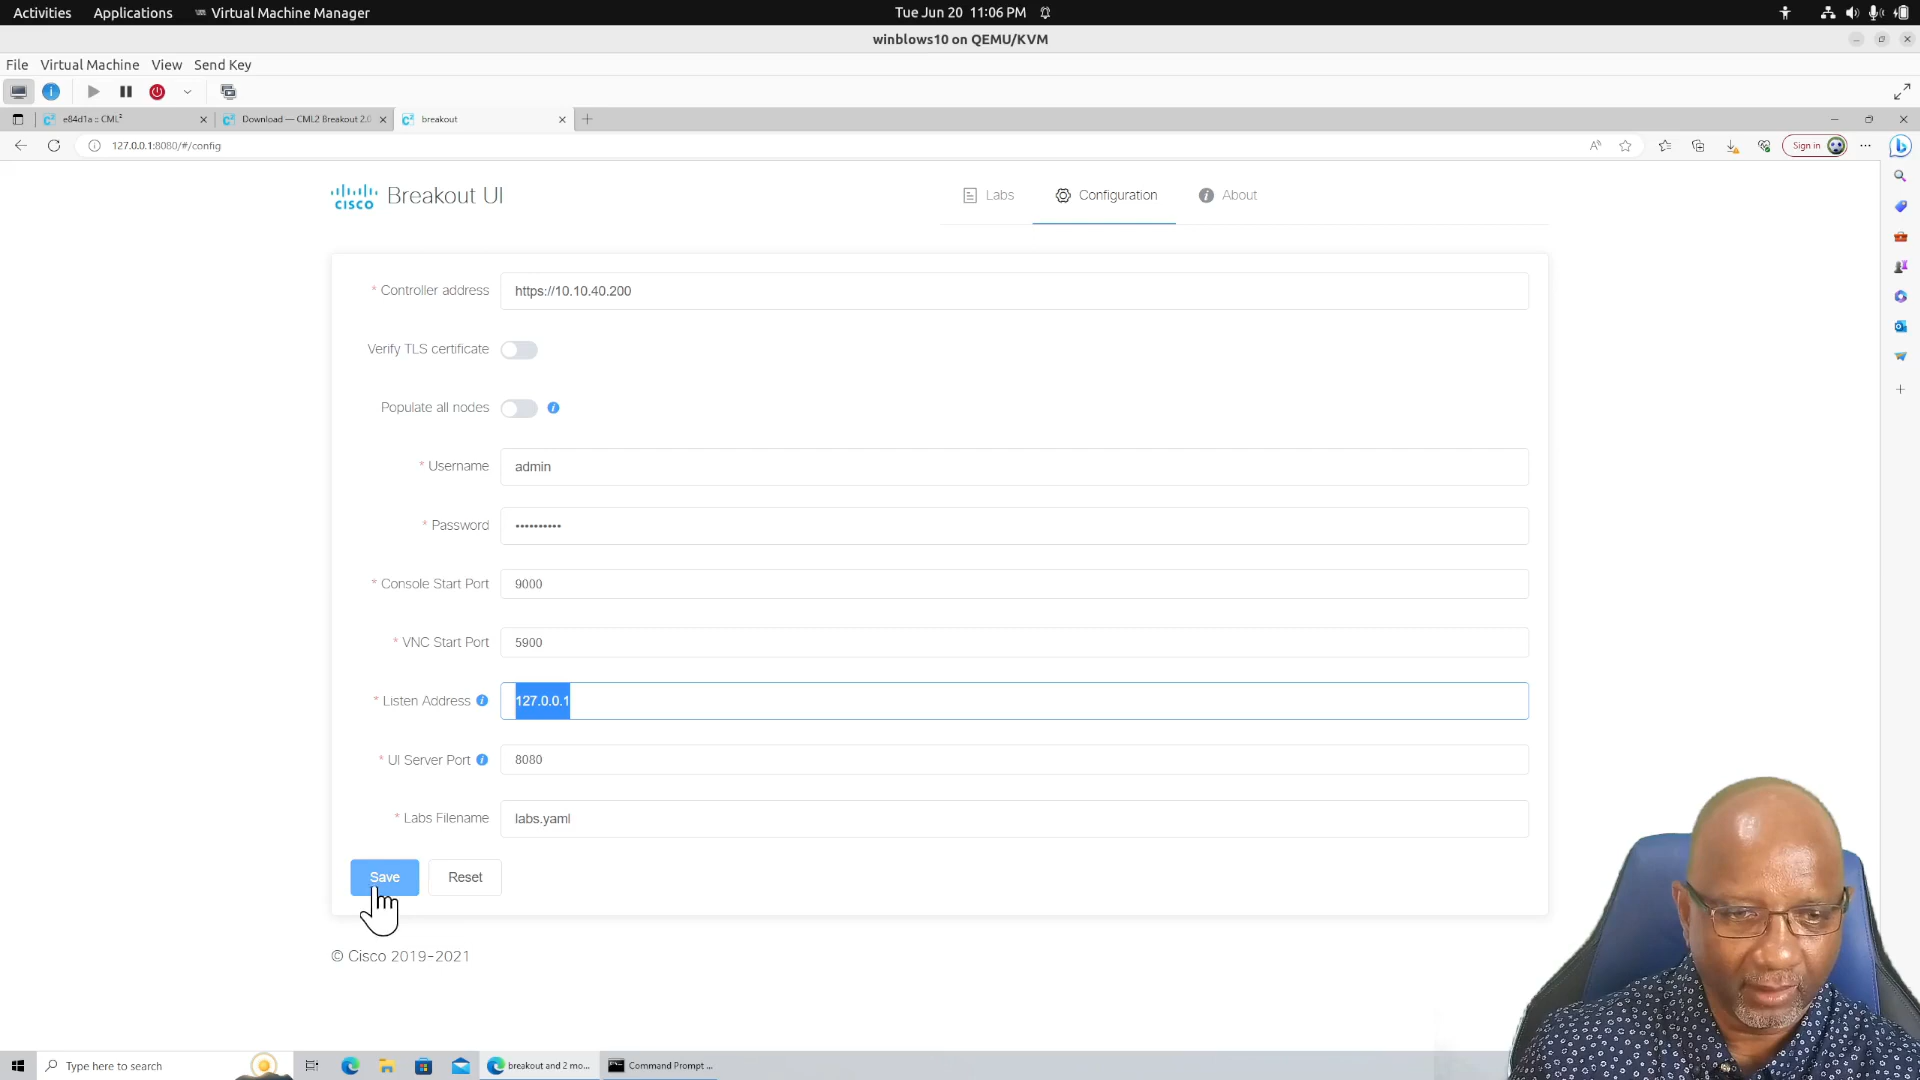 Activities Applications Virtual Machine Manager Tue Jun 20 11:06 PM
winblows10 on QEMU/KVM
File Virtual Machine View Send Key
e84d1a :: CML² Download — CML2 Breakout 2.0 breakout
127.0.0.1:8080/#/config Sign in
CISCO Breakout UI Labs Configuration About
* Controller address https://10.10.40.200
Verify TLS certificate
Populate all nodes
* Username admin
* Password ••••••••••
* Console Start Port 9000
* VNC Start Port 5900
* Listen Address 127.0.0.1
* UI Server Port 8080
* Labs Filename labs.yaml
Save Reset
© Cisco 2019-2021
Type here to search breakout and 2 mo... Command Prompt ...